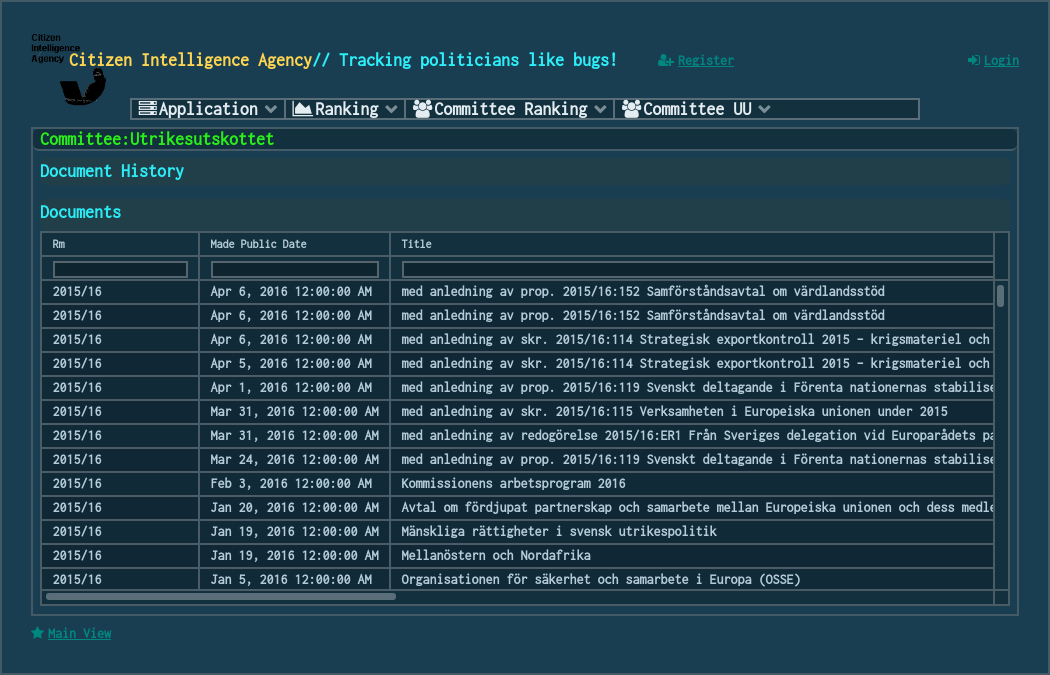 Citizen
Intelligence
Agency
Citizen Intelligence Agency// Tracking politicians like bugs!
Register
Login
Application
Ranking
Committee Ranking
Committee UU
Committee:Utrikesutskottet
Document History
Documents
Rm Made Public Date Title
2015/16 Apr 6, 2016 12:00:00 AM med anledning av prop. 2015/16:152 Samförståndsavtal om värdlandsstöd
2015/16 Apr 6, 2016 12:00:00 AM med anledning av prop. 2015/16:152 Samförståndsavtal om värdlandsstöd
2015/16 Apr 6, 2016 12:00:00 AM med anledning av skr. 2015/16:114 Strategisk exportkontroll 2015 – krigsmateriel och
2015/16 Apr 5, 2016 12:00:00 AM med anledning av skr. 2015/16:114 Strategisk exportkontroll 2015 – krigsmateriel och
2015/16 Apr 1, 2016 12:00:00 AM med anledning av prop. 2015/16:119 Svenskt deltagande i Förenta nationernas stabilise
2015/16 Mar 31, 2016 12:00:00 AM med anledning av skr. 2015/16:115 Verksamheten i Europeiska unionen under 2015
2015/16 Mar 31, 2016 12:00:00 AM med anledning av redogörelse 2015/16:ER1 Från Sveriges delegation vid Europarådets pa
2015/16 Mar 24, 2016 12:00:00 AM med anledning av prop. 2015/16:119 Svenskt deltagande i Förenta nationernas stabilise
2015/16 Feb 3, 2016 12:00:00 AM Kommissionens arbetsprogram 2016
2015/16 Jan 20, 2016 12:00:00 AM Avtal om fördjupat partnerskap och samarbete mellan Europeiska unionen och dess medle
2015/16 Jan 19, 2016 12:00:00 AM Mänskliga rättigheter i svensk utrikespolitik
2015/16 Jan 19, 2016 12:00:00 AM Mellanöstern och Nordafrika
2015/16 Jan 5, 2016 12:00:00 AM Organisationen för säkerhet och samarbete i Europa (OSSE)
Main View